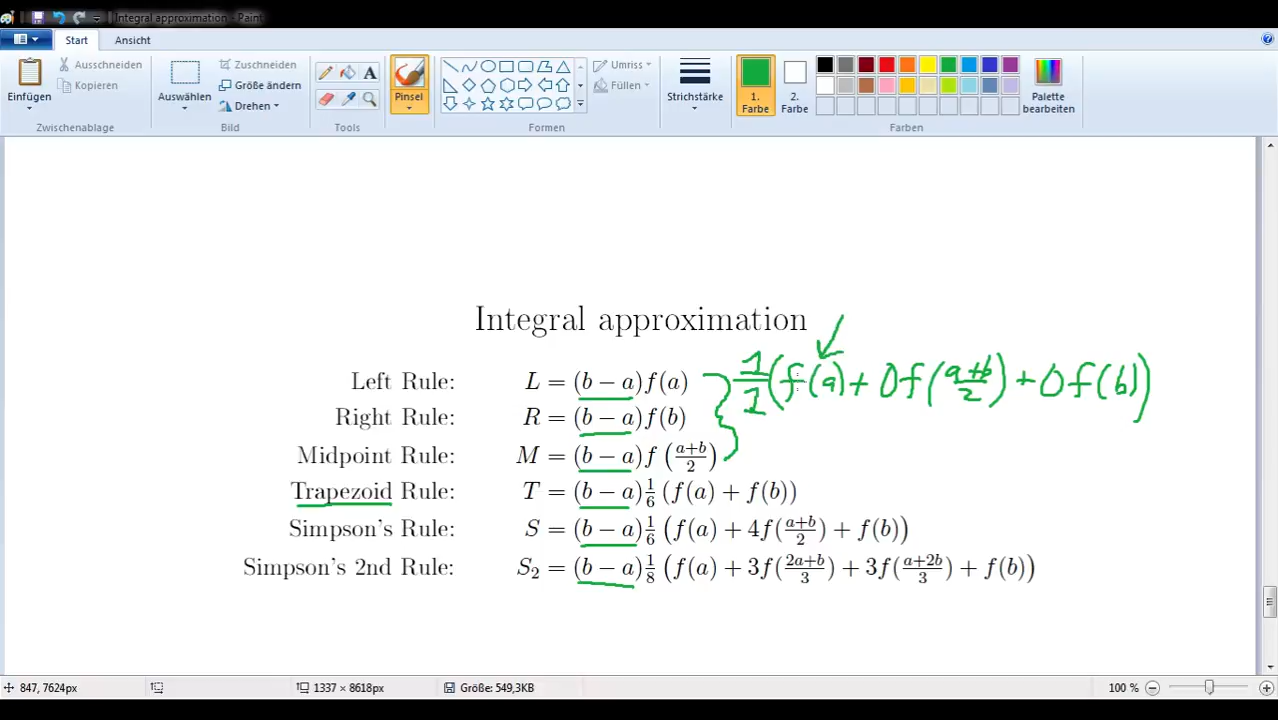 Integral approximation - Paint
Start Ansicht
Einfügen
Ausschneiden
Kopieren
Zwischenablage
Auswählen
Zuschneiden
Größe ändern
Drehen
Bild
A
Pinsel
Tools
Umriss
Füllen
Formen
Strichstärke
1. Farbe
2. Farbe
Palette bearbeiten
Farben
Integral approximation
Left Rule: L = (b − a)f(a) 1/1 (f(a) + 0f(a+b/2) + 0f(b))
Right Rule: R = (b − a)f(b)
Midpoint Rule: M = (b − a)f (a+b/2)
Trapezoid Rule: T = (b − a)1/6 (f(a) + f(b))
Simpson's Rule: S = (b − a)1/6 (f(a) + 4f(a+b/2) + f(b))
Simpson's 2nd Rule: S₂ = (b − a)1/8 (f(a) + 3f(2a+b/3) + 3f(a+2b/3) + f(b))
847, 7624px 1337 × 8618px Größe: 549,3KB 100 %